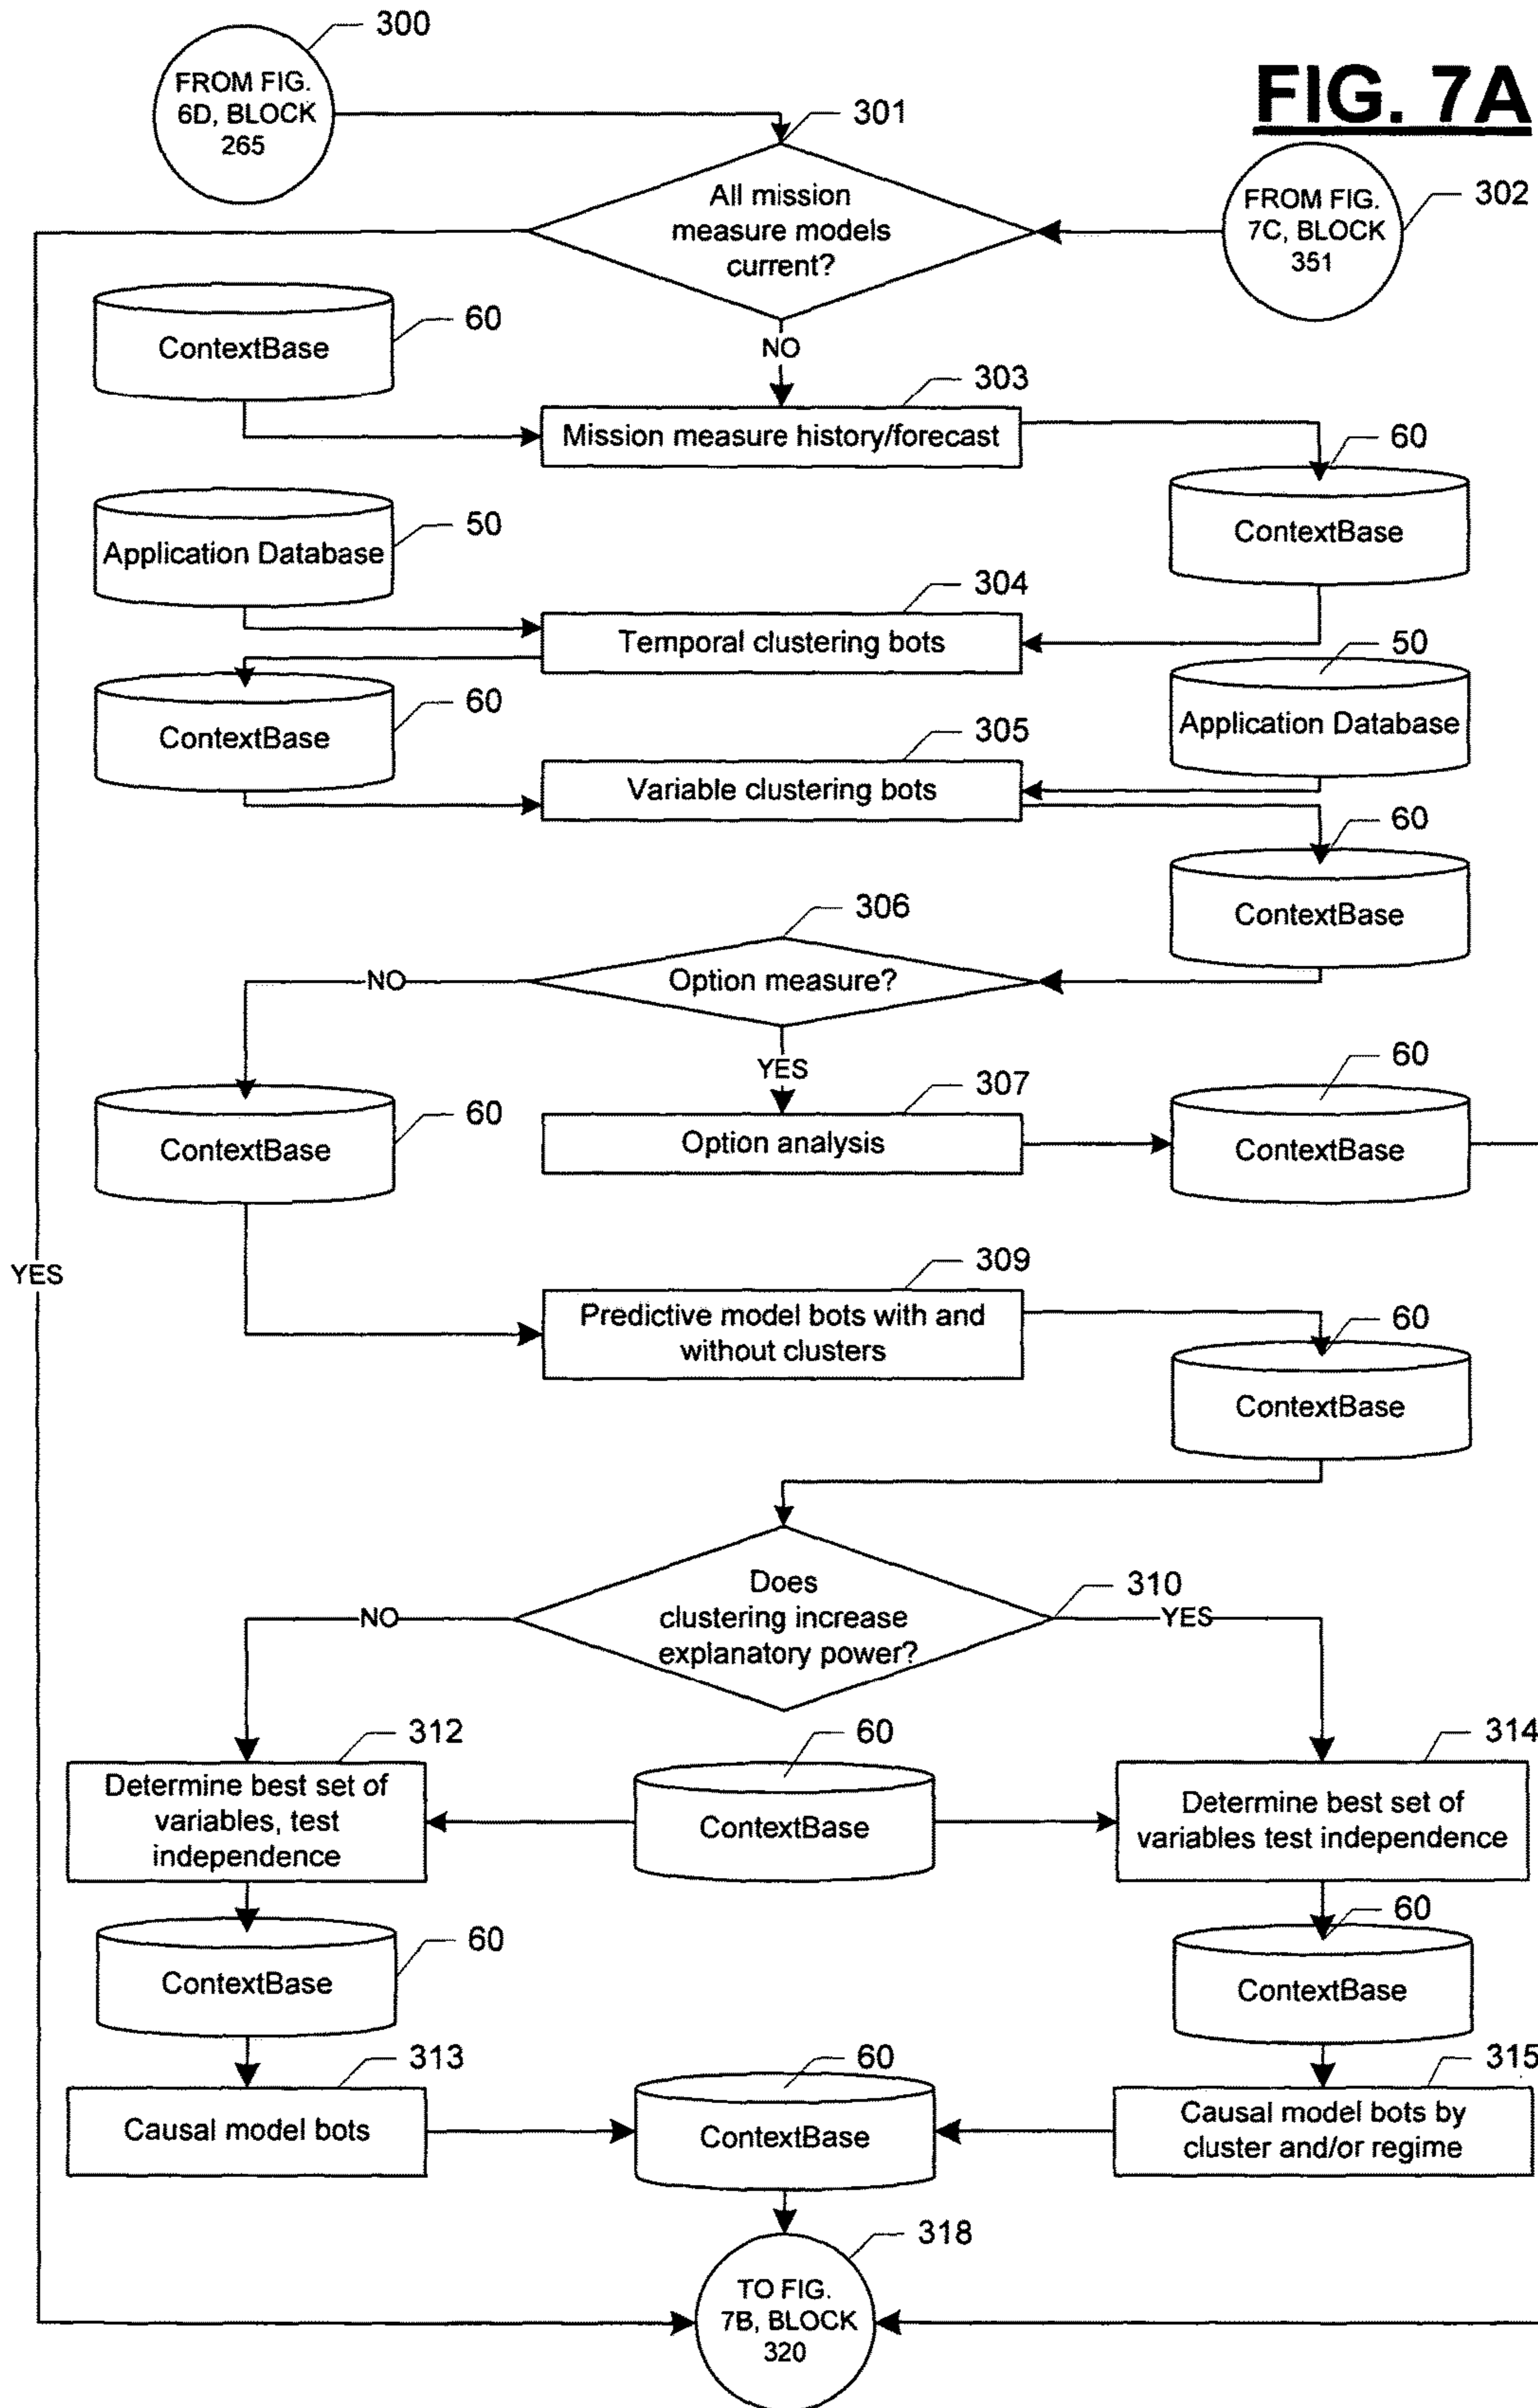 300
FROM FIG.
6D, BLOCK
265
FIG. 7A
301
All mission
measure models
current?
302
FROM FIG.
7C, BLOCK
351
60
ContextBase
NO
303
Mission measure history/forecast
60
ContextBase
50
Application Database
304
Temporal clustering bots
50
Application Database
60
ContextBase
305
Variable clustering bots
60
ContextBase
306
Option measure?
NO
YES
60
ContextBase
307
Option analysis
60
ContextBase
YES
309
Predictive model bots with and
without clusters
60
ContextBase
310
Does
clustering increase
explanatory power?
NO
YES
312
Determine best set of
variables, test
independence
60
ContextBase
314
Determine best set of
variables test independence
60
ContextBase
60
ContextBase
313
Causal model bots
60
ContextBase
315
Causal model bots by
cluster and/or regime
318
TO FIG.
7B, BLOCK
320